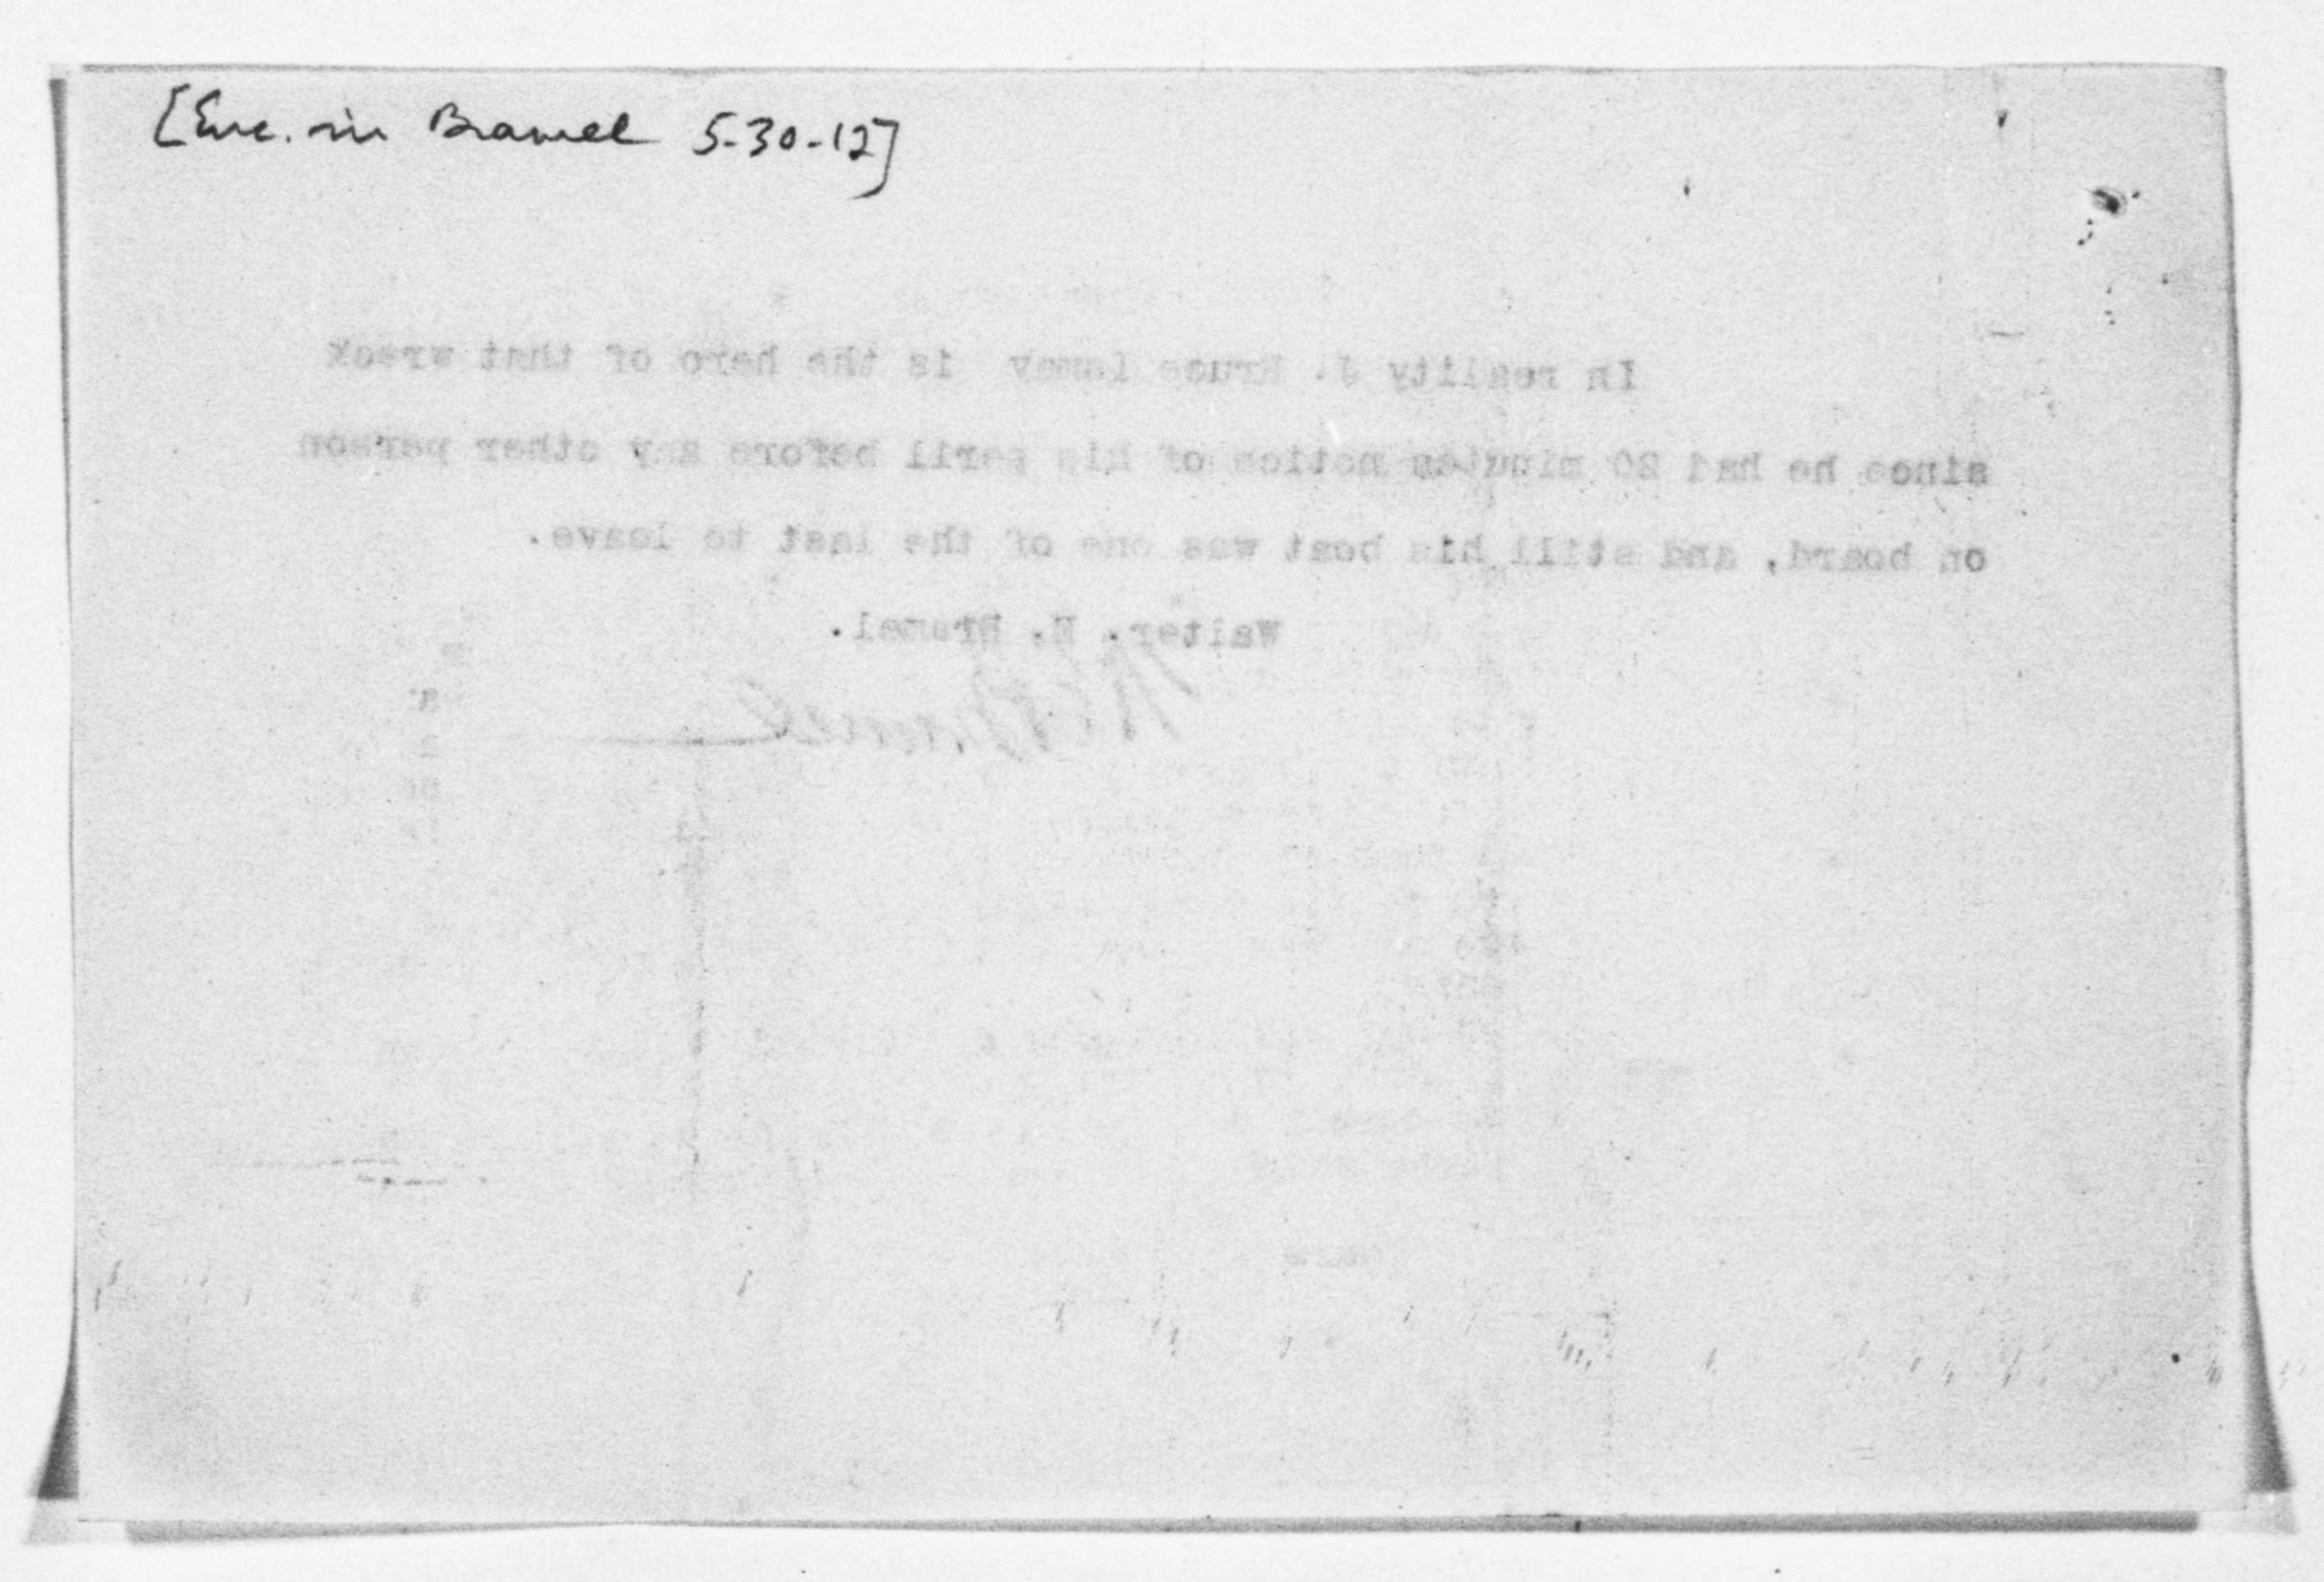 [Enc. in Bramel 5-30-12]
In reality J. Bruce Ismay is the hero of that wreck
since he had 20 minutes notice of his peril before any other person
on board, and still his boat was one of the last to leave.
Walter. E. Bramel.
W E Bramel